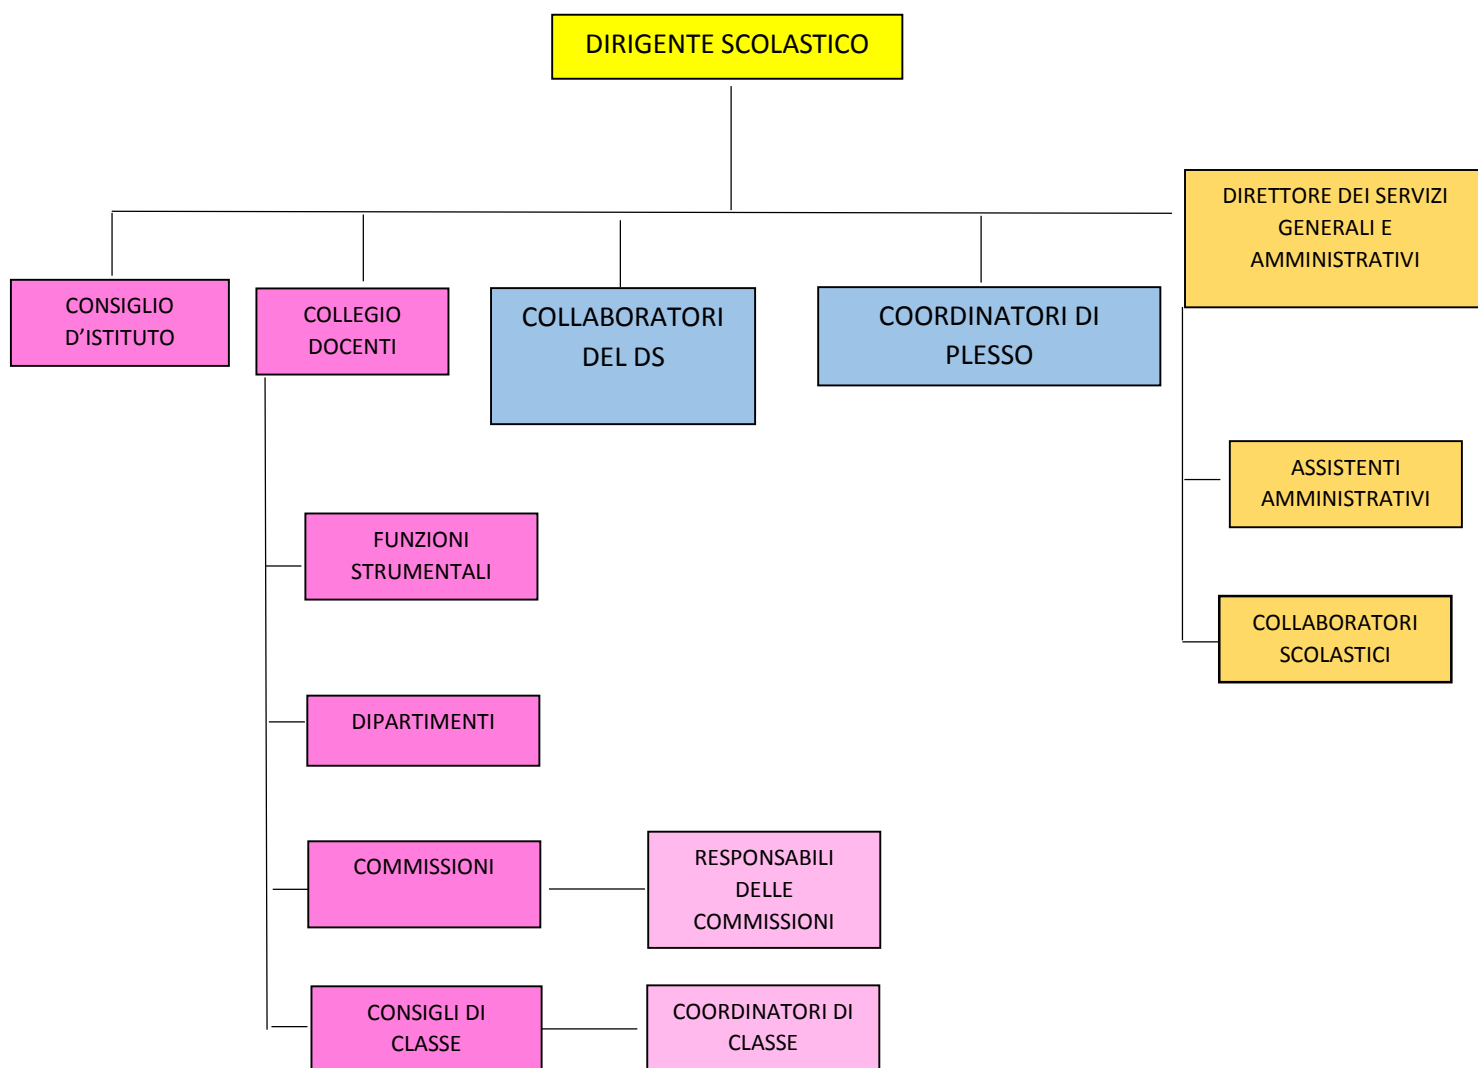 DIRIGENTE SCOLASTICO
DIRETTORE DEI SERVIZI
GENERALI E
AMMINISTRATIVI
CONSIGLIO
D’ISTITUTO
COLLEGIO
DOCENTI
COLLABORATORI
DEL DS
COORDINATORI DI
PLESSO
ASSISTENTI
AMMINISTRATIVI
FUNZIONI
STRUMENTALI
COLLABORATORI
SCOLASTICI
DIPARTIMENTI
COMMISSIONI
RESPONSABILI
DELLE
COMMISSIONI
CONSIGLI DI
CLASSE
COORDINATORI DI
CLASSE